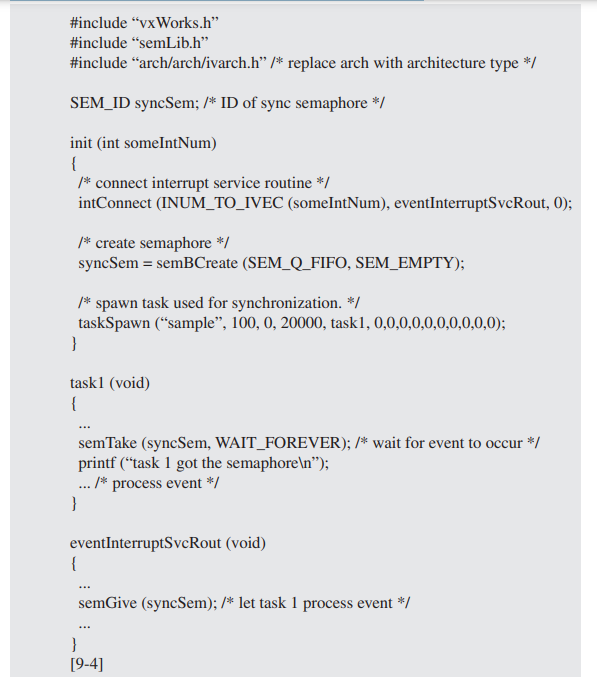 #include “vxWorks.h”
#include “semLib.h”
#include “arch/arch/ivarch.h” /* replace arch with architecture type */
SEM_ID syncSem; /* ID of sync semaphore */
init (int someIntNum)
{
/* connect interrupt service routine */
intConnect (INUM_TO_IVEC (someIntNum), eventInterruptSvcRout, 0);
/* create semaphore */
syncSem = semBCreate (SEM_Q_FIFO, SEM_EMPTY);
/* spawn task used for synchronization. */
taskSpawn (“sample”, 100, 0, 20000, task1, 0,0,0,0,0,0,0,0,0,0);
}
task1 (void)
{
...
semTake (syncSem, WAIT_FOREVER); /* wait for event to occur */
printf (“task 1 got the semaphore\n”);
... /* process event */
}
eventInterruptSvcRout (void)
{
...
semGive (syncSem); /* let task 1 process event */
...
}
[9-4]